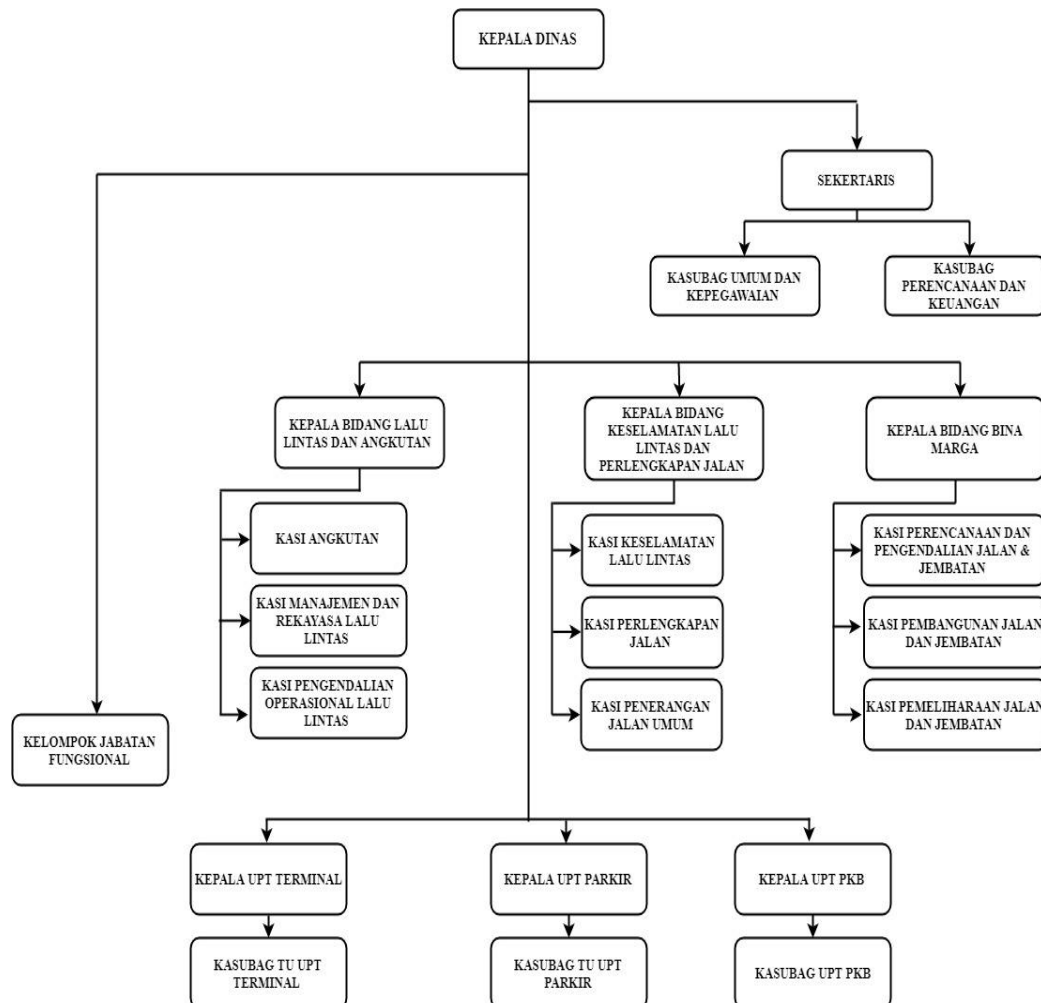 KEPALA DINAS
SEKERTARIS
KASUBAG UMUM DAN
KEPEGAWAIAN
KASUBAG
PERENCANAAN DAN
KEUANGAN
KEPALA BIDANG LALU
LINTAS DAN ANGKUTAN
KEPALA BIDANG
KESELAMATAN LALU
LINTAS DAN
PERLENGKAPAN JALAN
KEPALA BIDANG BINA
MARGA
KASI ANGKUTAN
KASI MANAJEMEN DAN
REKAYASA LALU
LINTAS
KASI PENGENDALIAN
OPERASIONAL LALU
LINTAS
KASI KESELAMATAN
LALU LINTAS
KASI PERLENGKAPAN
JALAN
KASI PENERANGAN
JALAN UMUM
KASI PERENCANAAN DAN
PENGENDALIAN JALAN &
JEMBATAN
KASI PEMBANGUNAN JALAN
DAN JEMBATAN
KASI PEMELIHARAAN JALAN
DAN JEMBATAN
KELOMPOK JABATAN
FUNGSIONAL
KEPALA UPT TERMINAL
KEPALA UPT PARKIR
KEPALA UPT PKB
KASUBAG TU UPT
TERMINAL
KASUBAG TU UPT
PARKIR
KASUBAG UPT PKB